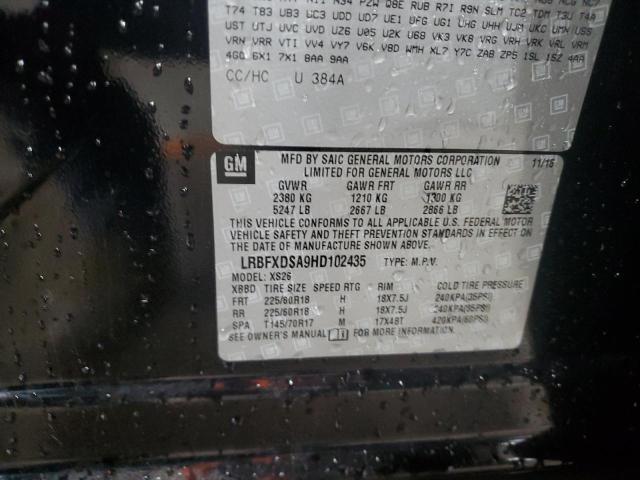 T74 T83 UB3 UC3 UDD UD7 UE1 UFG UG1 UHG UHH UJM UKC UMN USS
UST UTJ UVC UVD UZ6 U05 U2K U68 VK3 VK8 VRG VRH VRK VRL VRM
VRN VRR VTI VV4 VY7 V6K V8D WMH XL7 Y7C ZAB ZP5 1SL 1SZ 4AA
4G0 6X1 7X1 8AA 9AA
CC/HC U 384A
GM
MFD BY SAIC GENERAL MOTORS CORPORATION 11/16
LIMITED FOR GENERAL MOTORS LLC
GVWR GAWR FRT GAWR RR
2380 KG 1210 KG 1300 KG
5247 LB 2667 LB 2866 LB
THIS VEHICLE CONFORMS TO ALL APPLICABLE U.S. FEDERAL MOTOR
VEHICLE SAFETY AND THEFT PREVENTION STANDARDS IN EFFECT ON THE
DATE OF MANUFACTURE SHOWN ABOVE.
LRBFXDSA9HD102435 TYPE: M.P.V.
MODEL: XS26
XBBD TIRE SIZE SPEED RTG RIM COLD TIRE PRESSURE
FRT 225/60R18 H 18X7.5J 240KPA(35PSI)
RR 225/60R18 H 18X7.5J 240KPA(35PSI)
SPA T145/70R17 M 17X4BT 420KPA(60PSI)
SEE OWNER'S MANUAL FOR ADDITIONAL INFORMATION.